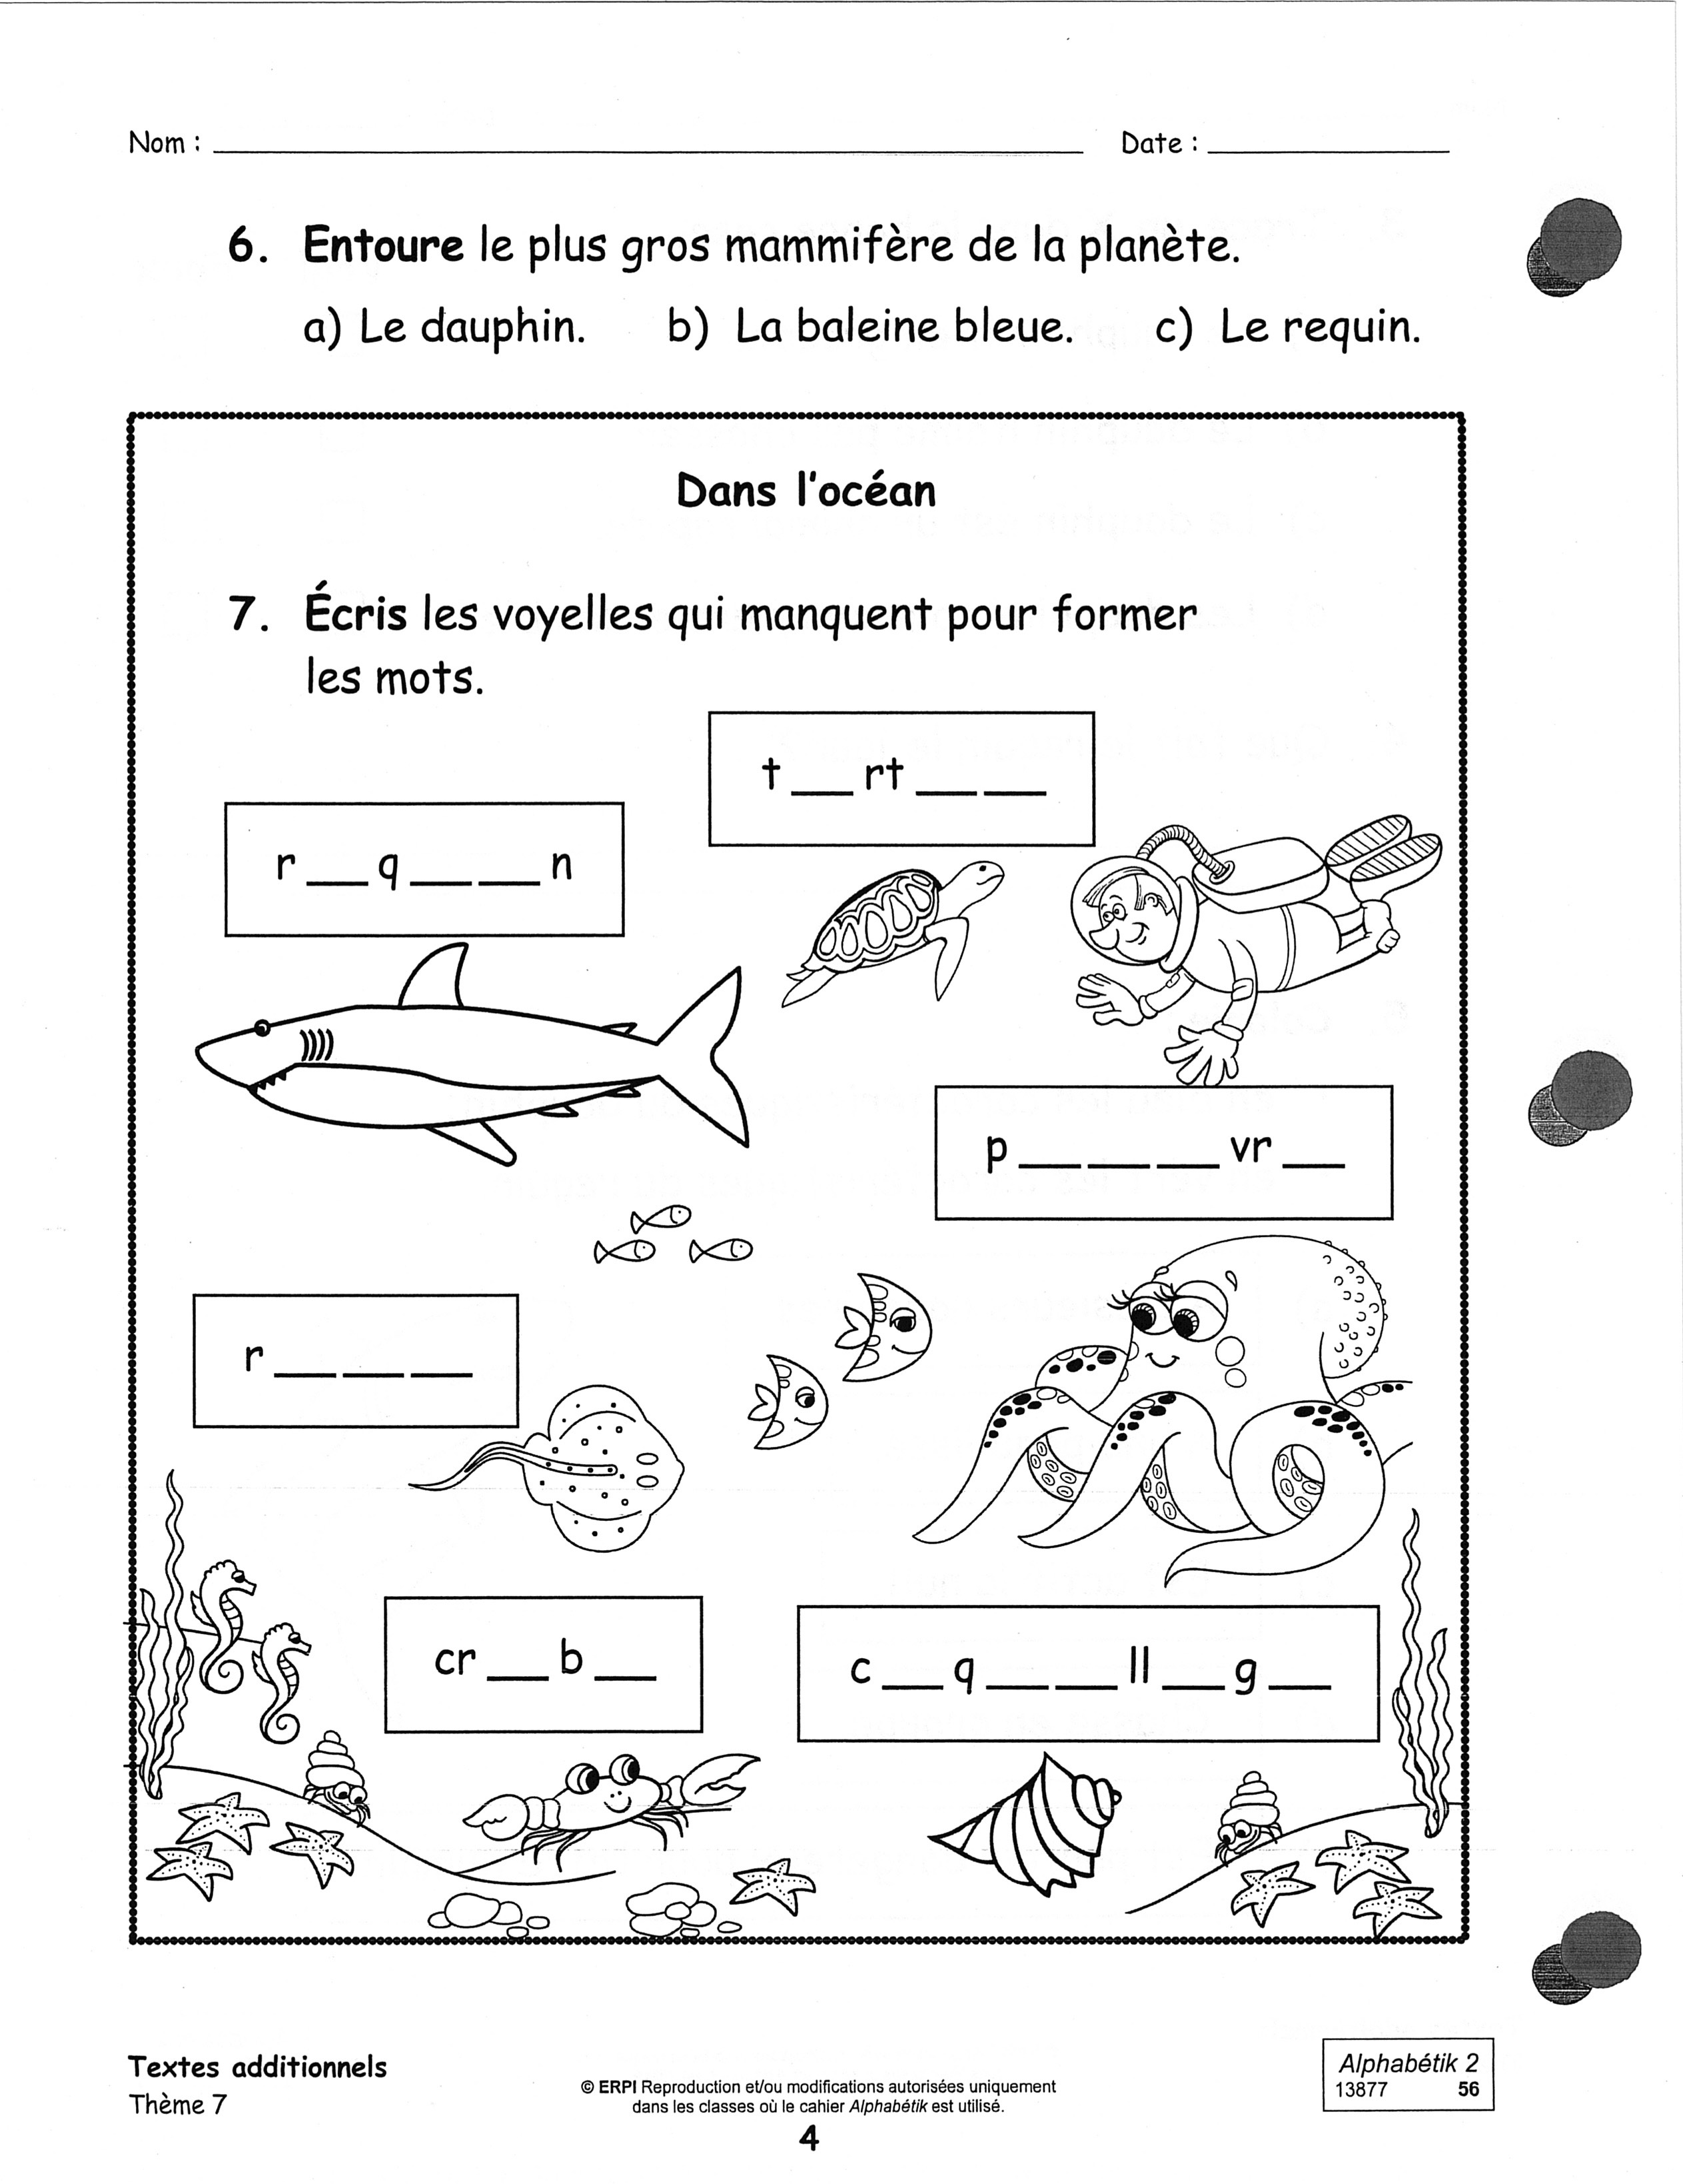 Nom : ____ Date : ____
6. Entoure le plus gros mammifère de la planète.
a) Le dauphin. b) La baleine bleue. c) Le requin.
Dans l'océan
7. Écris les voyelles qui manquent pour former
les mots.
t __ rt __ __
r __ q __ __ n
p __ __ __ vr __
r __ __ __
cr __ b __
c __ q __ __ ll __ g __
Textes additionnels
Thème 7
© ERPI Reproduction et/ou modifications autorisées uniquement
dans les classes où le cahier Alphabétik est utilisé.
4
Alphabétik 2
13877 56